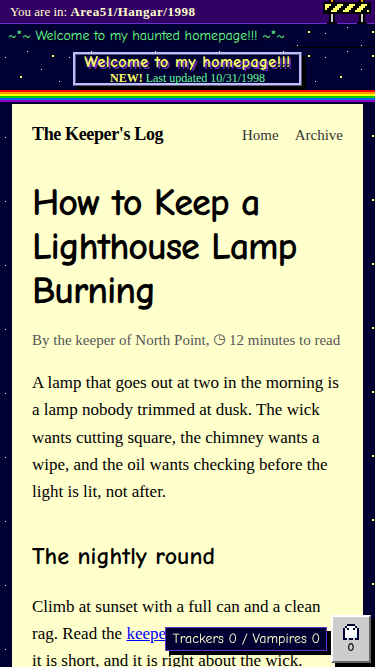 You are in: Area51/Hangar/1998
~*~ Welcome to my haunted homepage!!! ~*~
Welcome to my homepage!!!
NEW! Last updated 10/31/1998
The Keeper's Log
Home Archive
How to Keep a
Lighthouse Lamp
Burning
By the keeper of North Point, 12 minutes to read
A lamp that goes out at two in the morning is
a lamp nobody trimmed at dusk. The wick
wants cutting square, the chimney wants a
wipe, and the oil wants checking before the
light is lit, not after.
The nightly round
Climb at sunset with a full can and a clean
rag. Read the keepe
Trackers 0 / Vampires 0
0
it is short, and it is right about the wick.